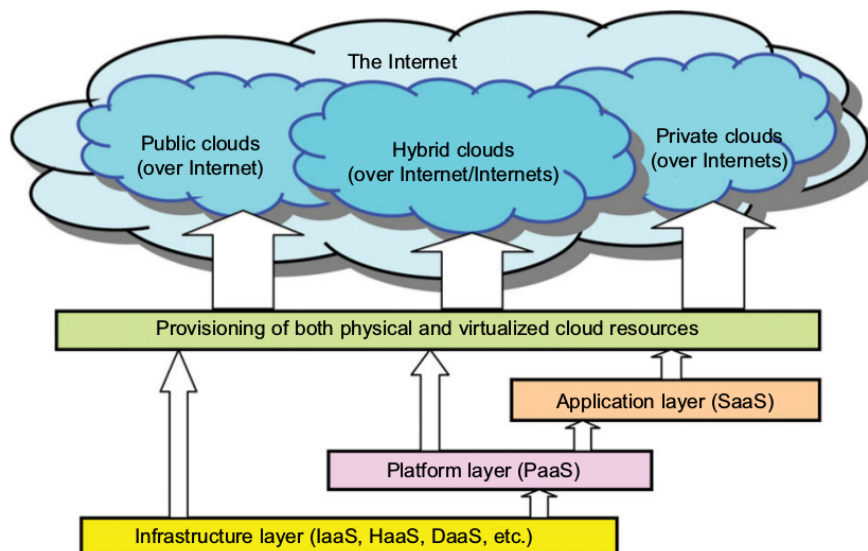 The Internet
Public clouds
(over Internet)
Hybrid clouds
(over Internet/Internets)
Private clouds
(over Internets)
Provisioning of both physical and virtualized cloud resources
Application layer (SaaS)
Platform layer (PaaS)
Infrastructure layer (IaaS, HaaS, DaaS, etc.)